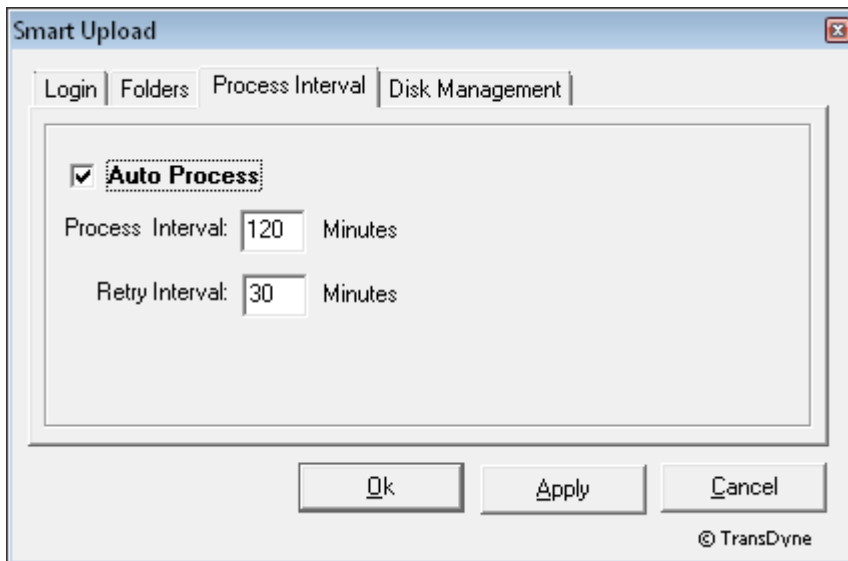 Smart Upload
Login Folders Process Interval Disk Management
Auto Process
Process Interval: 120 Minutes
Retry Interval: 30 Minutes
Ok Apply Cancel
© TransDyne